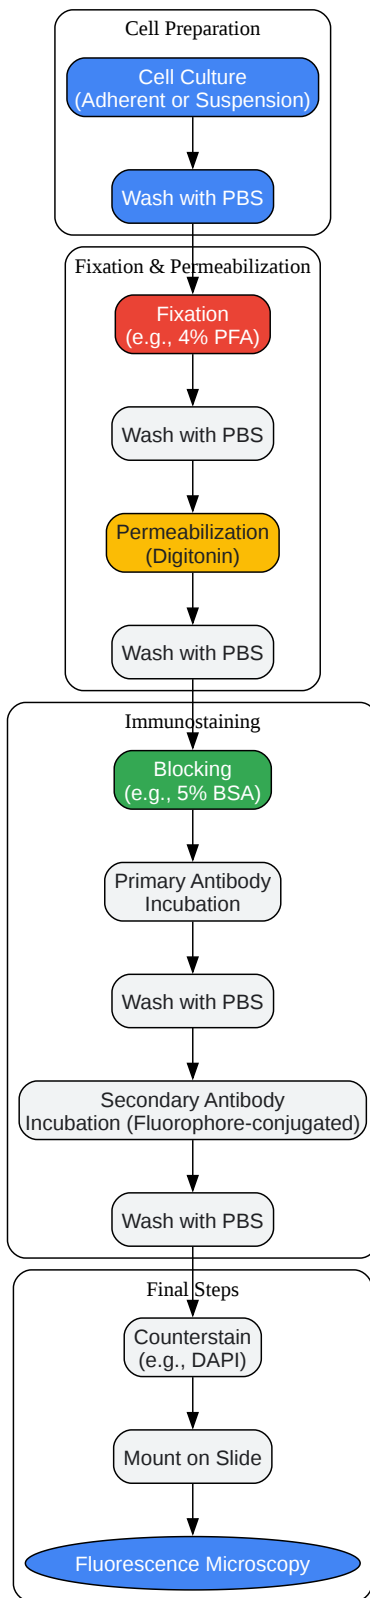 Cell Preparation
Cell Culture
(Adherent or Suspension)
Wash with PBS
Fixation & Permeabilization
Fixation
(e.g., 4% PFA)
Wash with PBS
Permeabilization
(Digitonin)
Wash with PBS
Immunostaining
Blocking
(e.g., 5% BSA)
Primary Antibody
Incubation
Wash with PBS
Secondary Antibody
Incubation (Fluorophore-conjugated)
Wash with PBS
Final Steps
Counterstain
(e.g., DAPI)
Mount on Slide
Fluorescence Microscopy